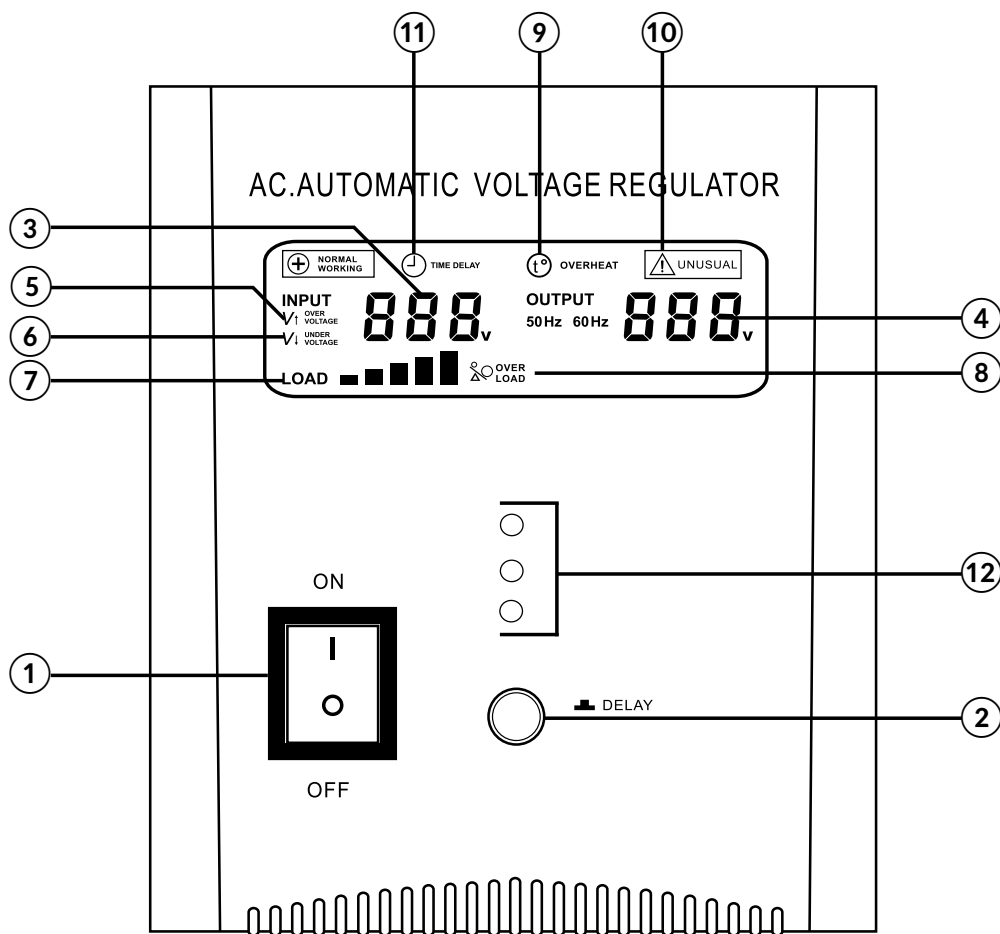 11 9 10
AC.AUTOMATIC VOLTAGE REGULATOR
3
NORMAL
WORKING
TIME DELAY
t° OVERHEAT
UNUSUAL
5
INPUT
V↑ OVER
VOLTAGE
888v
OUTPUT
50Hz 60Hz
888v
4
6
V↓ UNDER
VOLTAGE
7
LOAD
OVER
LOAD
8
12
ON
I
O
OFF
1
DELAY
2